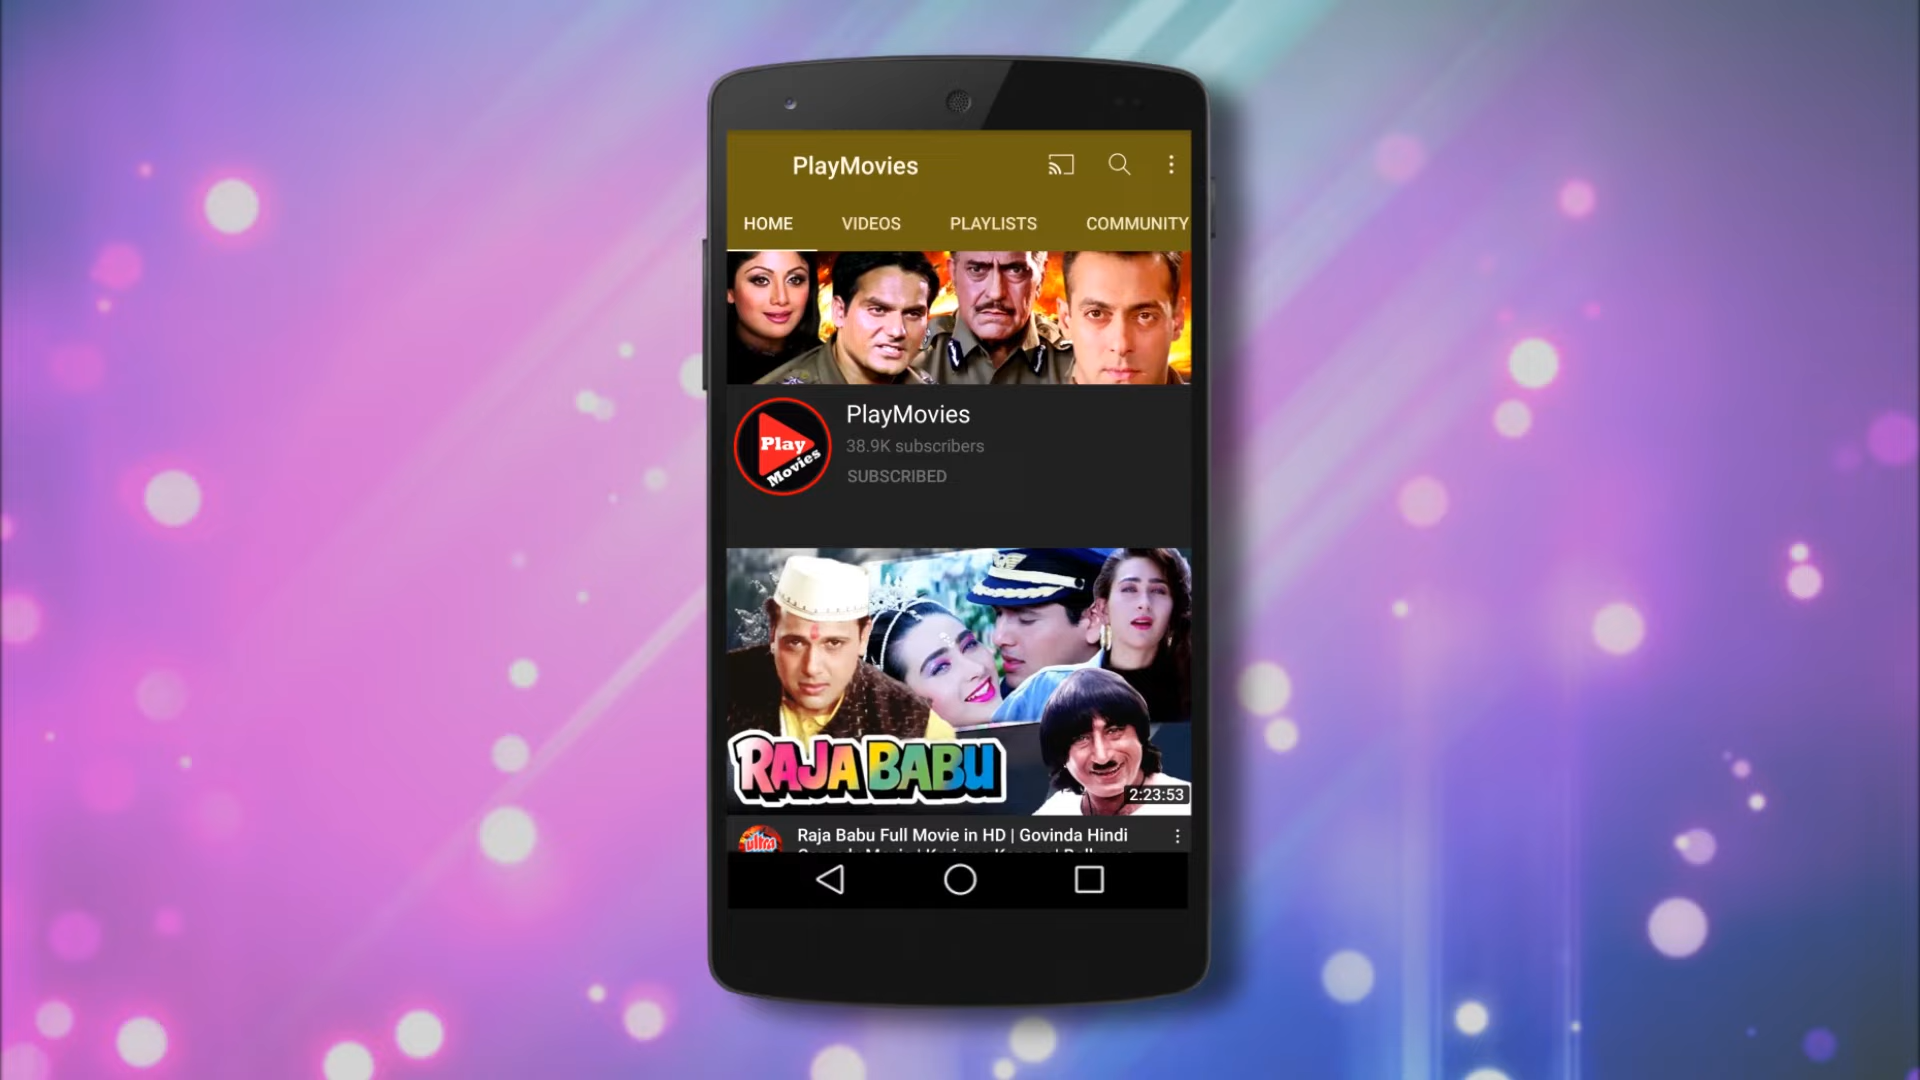 PlayMovies
HOME VIDEOS PLAYLISTS COMMUNITY
PlayMovies
38.9K subscribers
SUBSCRIBED
Play
Movies
RAJA BABU
2:23:53
ultra
Raja Babu Full Movie in HD | Govinda Hindi